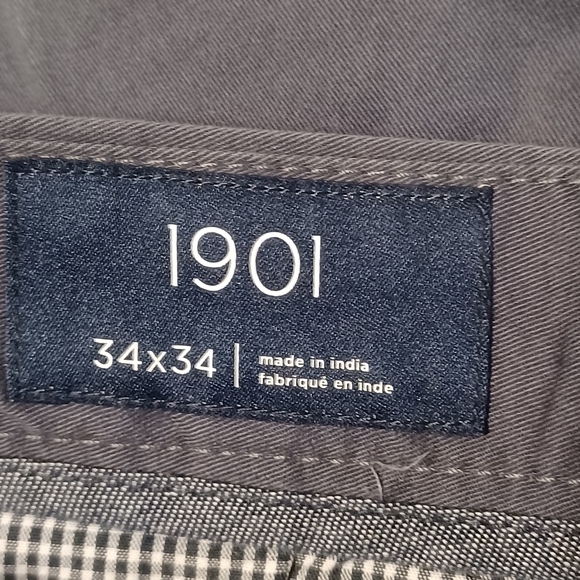 1901
34x34
made in india
fabriqué en inde